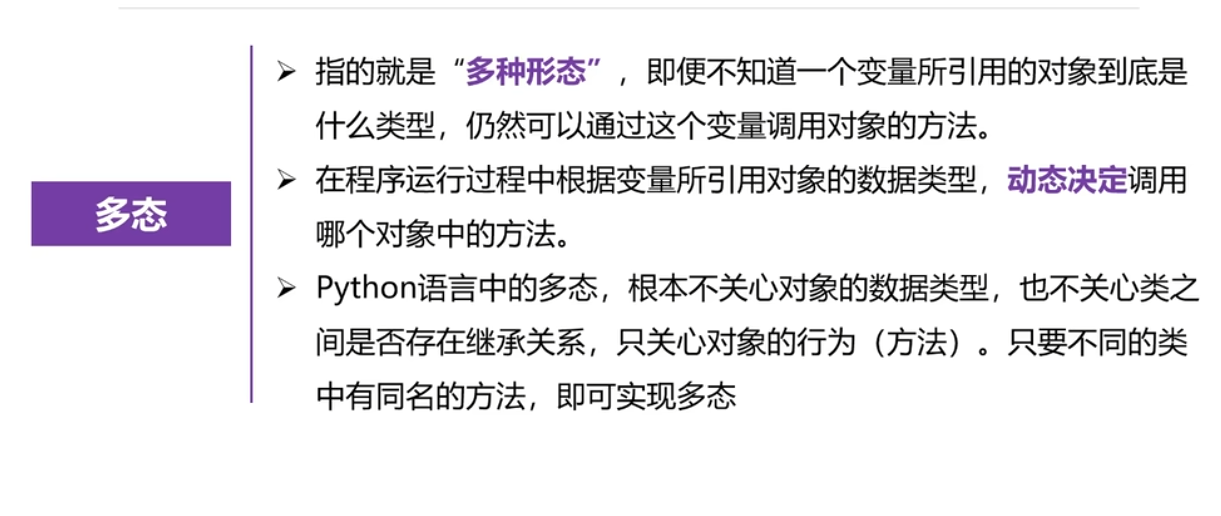 多态
➢ 指的就是“多种形态”，即便不知道一个变量所引用的对象到底是
什么类型，仍然可以通过这个变量调用对象的方法。
➢ 在程序运行过程中根据变量所引用对象的数据类型，动态决定调用
哪个对象中的方法。
➢ Python语言中的多态，根本不关心对象的数据类型，也不关心类之
间是否存在继承关系，只关心对象的行为（方法）。只要不同的类
中有同名的方法，即可实现多态